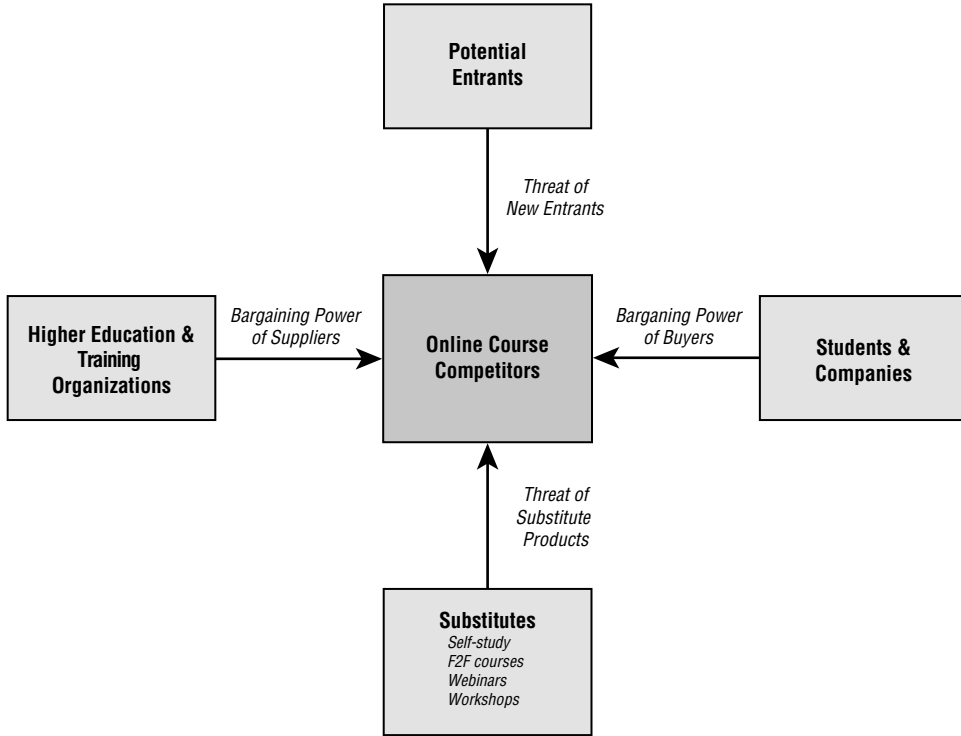 Potential
Entrants
Threat of
New Entrants
Higher Education &
Training
Organizations
Bargaining Power
of Suppliers
Online Course
Competitors
Barganing Power
of Buyers
Students &
Companies
Threat of
Substitute
Products
Substitutes
Self-study
F2F courses
Webinars
Workshops